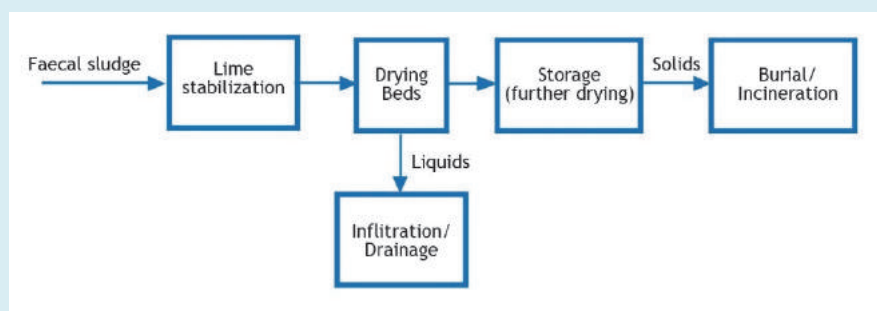 Faecal sludge
Lime
stabilization
Drying
Beds
Storage
(further drying)
Solids
Burial/
Incineration
Liquids
Inflitration/
Drainage